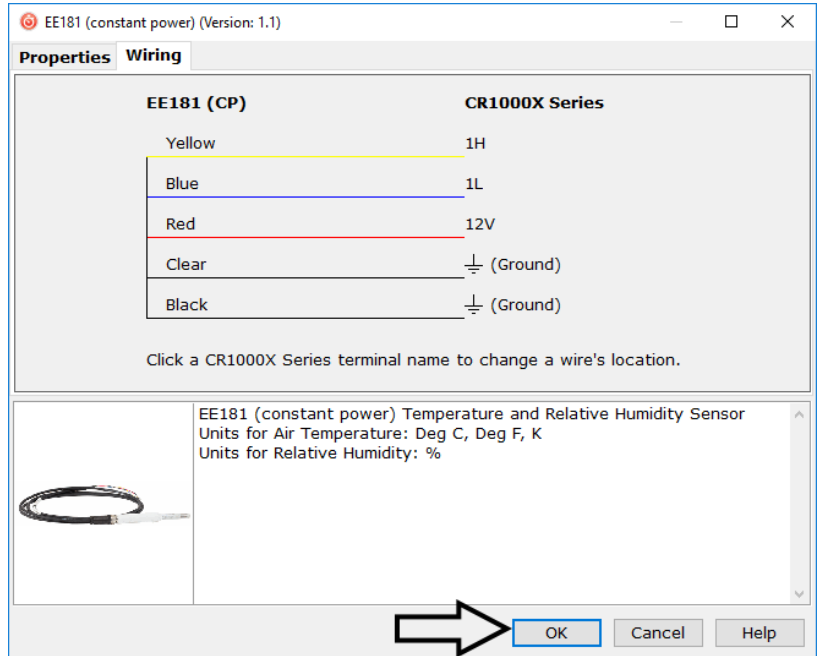 EE181 (constant power) (Version: 1.1)
Properties Wiring
EE181 (CP) CR1000X Series
Yellow 1H
Blue 1L
Red 12V
Clear (Ground)
Black (Ground)
Click a CR1000X Series terminal name to change a wire's location.
EE181 (constant power) Temperature and Relative Humidity Sensor
Units for Air Temperature: Deg C, Deg F, K
Units for Relative Humidity: %
OK Cancel Help